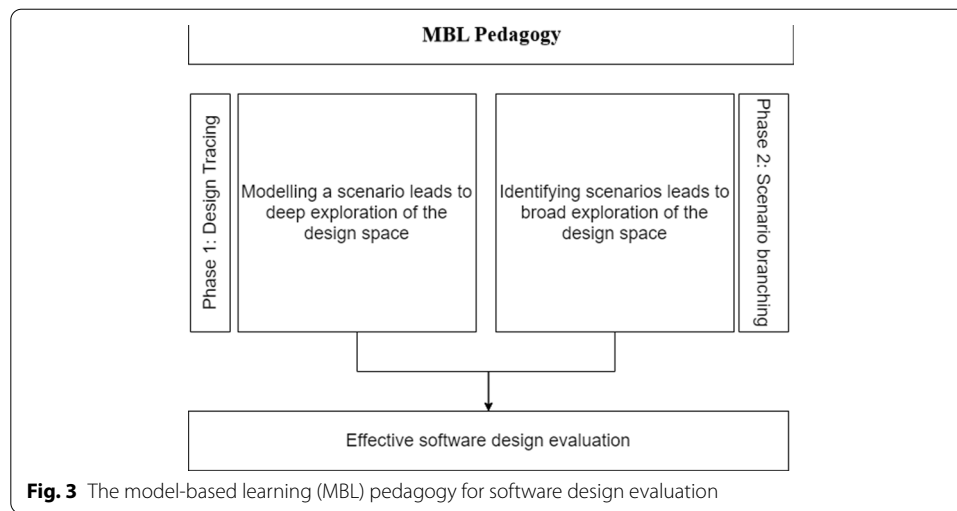 MBL Pedagogy
Phase 1: Design Tracing
Modelling a scenario leads to
deep exploration of the
design space
Identifying scenarios leads to
broad exploration of the
design space
Phase 2: Scenario branching
Effective software design evaluation
Fig. 3 The model-based learning (MBL) pedagogy for software design evaluation